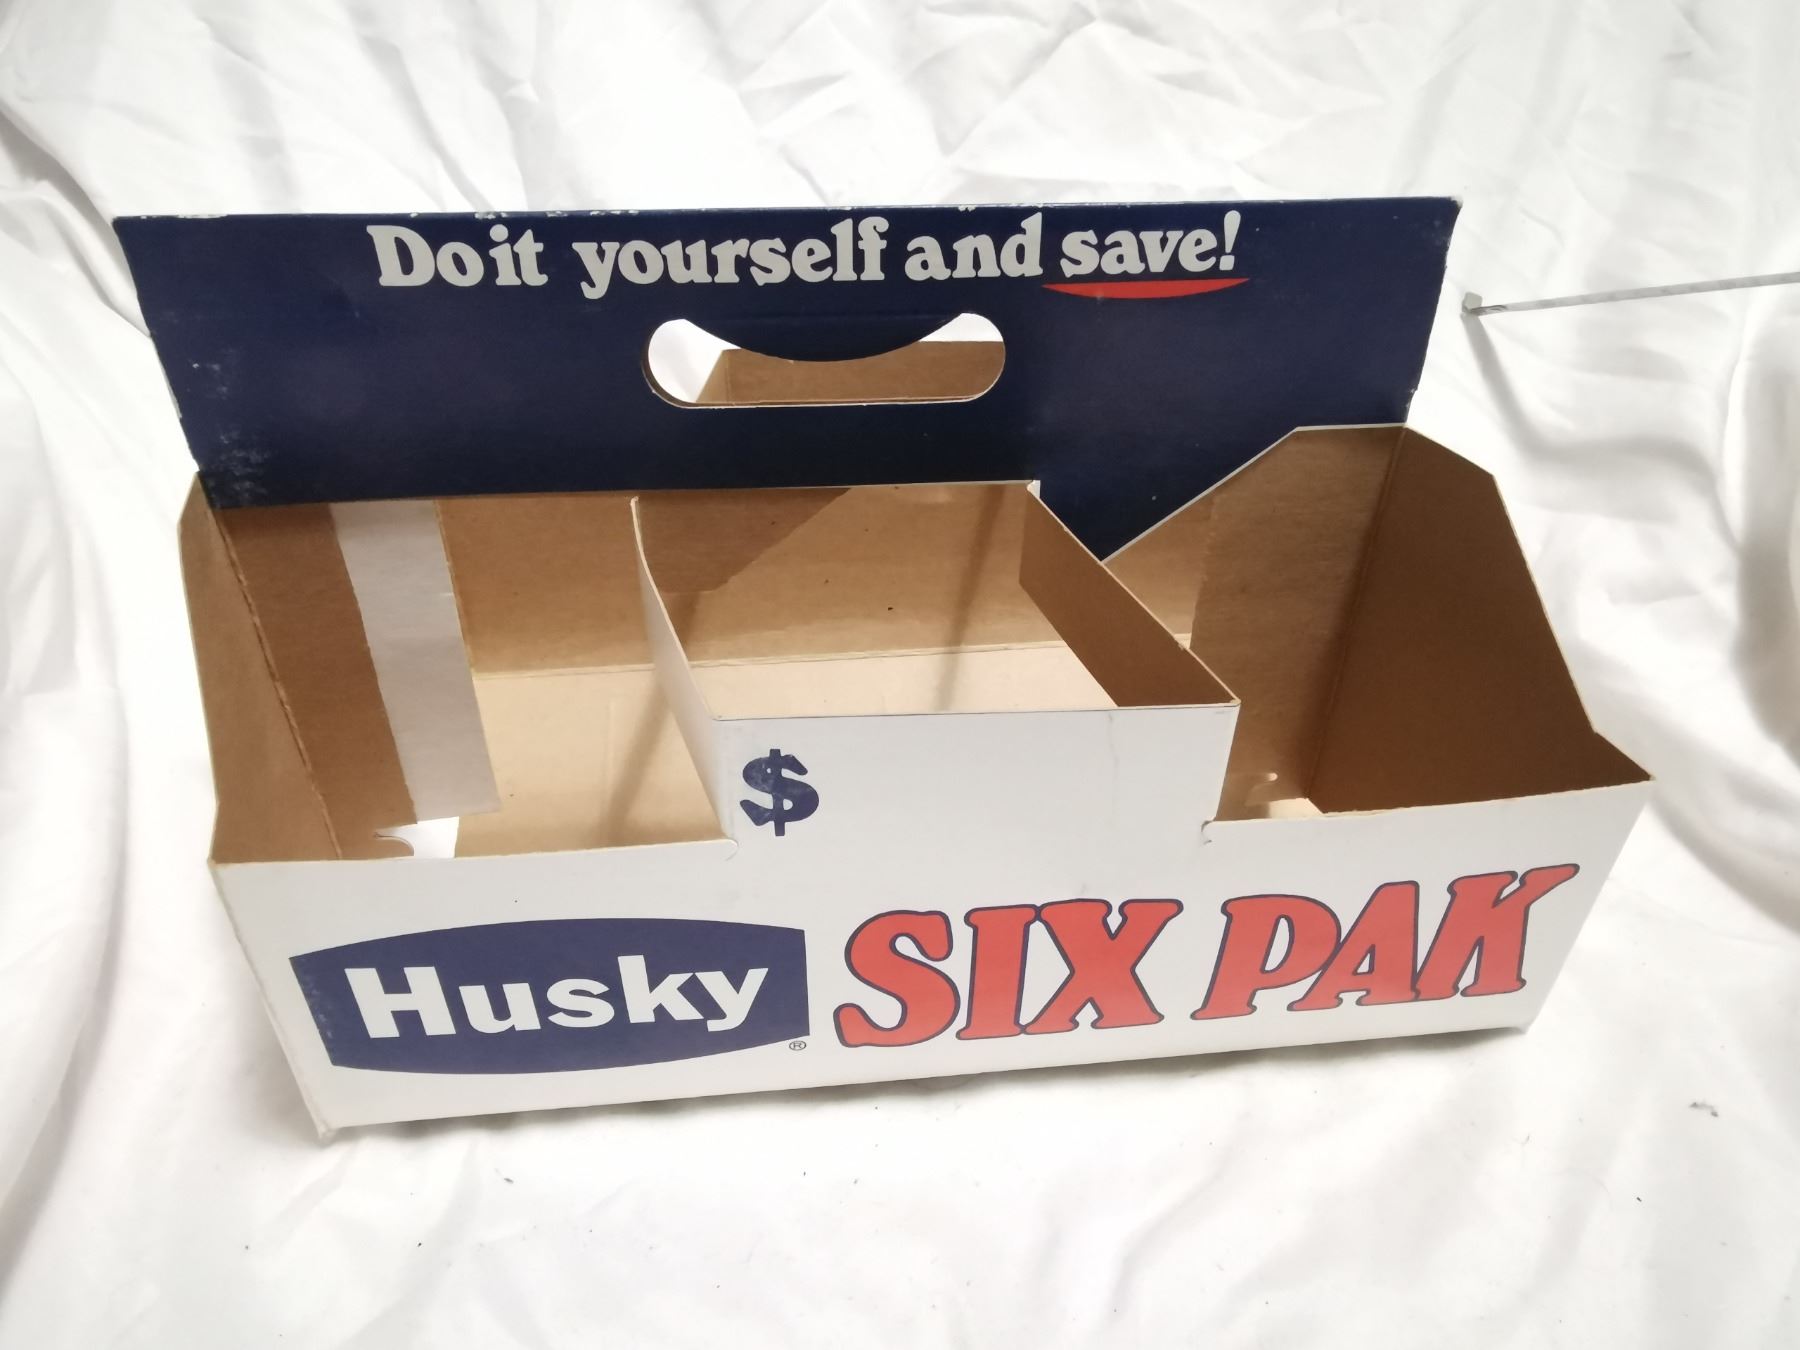 Do it yourself and save!
$
Husky ® SIX PAK